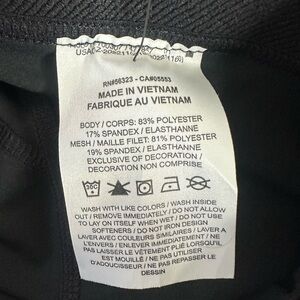 RN#56323 - CA#05553
MADE IN VIETNAM
FABRIQUE AU VIETNAM
BODY / CORPS: 83% POLYESTER
17% SPANDEX / ELASTHANNE
MESH / MAILLE FILET: 81% POLYESTER
19% SPANDEX / ELASTHANNE
EXCLUSIVE OF DECORATION /
DECORATION NON COMPRISE
30C
WASH WITH LIKE COLORS / WASH INSIDE
OUT / REMOVE IMMEDIATELY / DO NOT ALLOW
TO LAY ON ITSELF WHEN WET / DO NOT USE
SOFTENERS / DO NOT IRON DESIGN
LAVER AVEC COULEURS SIMILAIRES / LAVER A
L'ENVERS / ENLEVER IMMEDIATEMENT / NE
PAS LAISSER LE VÊTEMENT PLIE LORSQU'IL
EST MOUILLE / NE PAS UTILISER
D'ADOUCISSEUR / NE PAS REPASSER LE
DESSIN